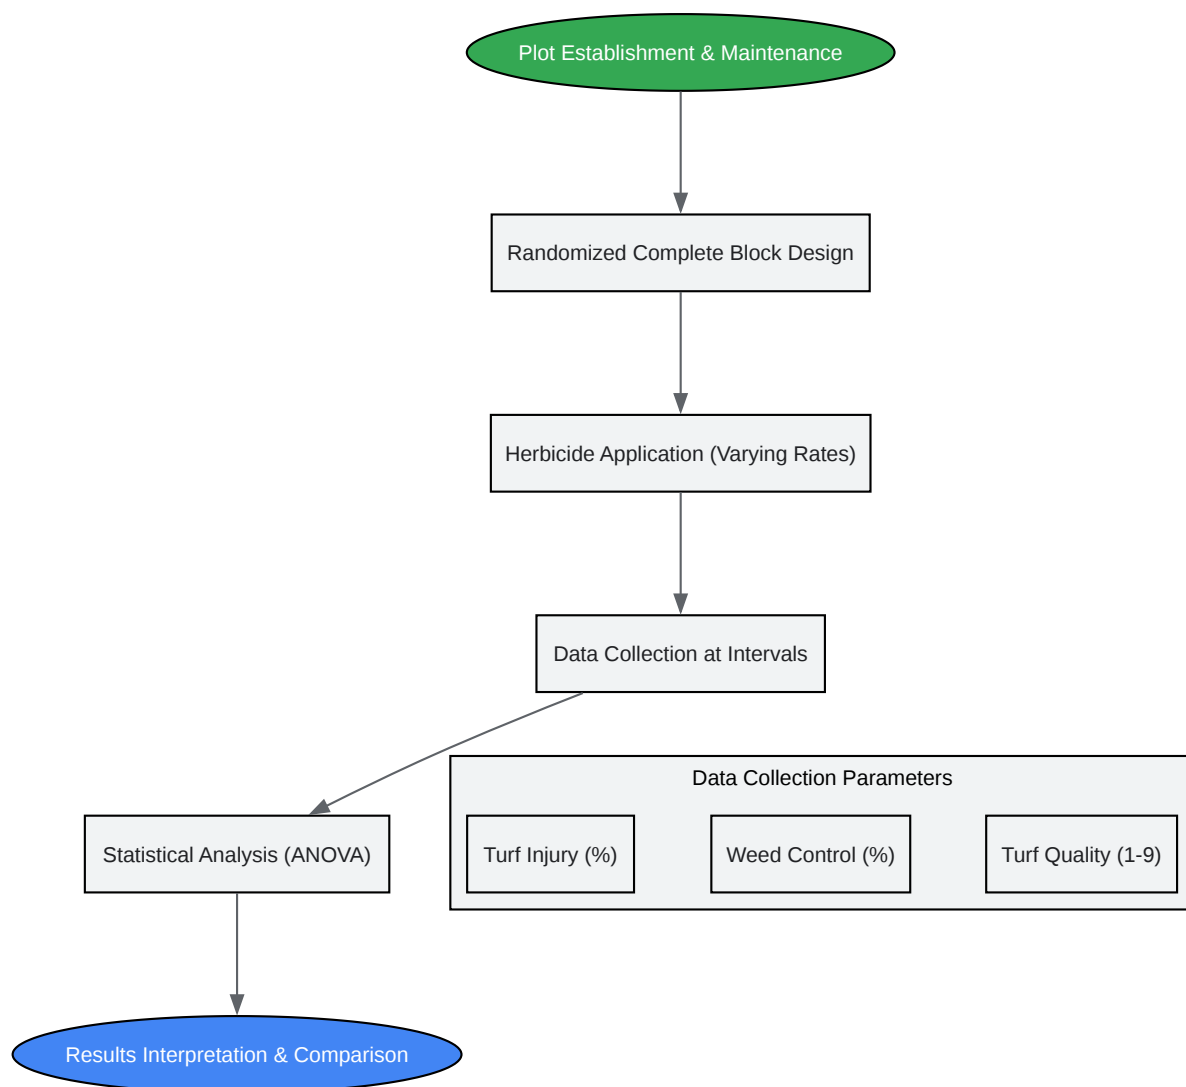 Plot Establishment & Maintenance
Randomized Complete Block Design
Herbicide Application (Varying Rates)
Data Collection at Intervals
Data Collection Parameters
Statistical Analysis (ANOVA)
Turf Injury (%)
Weed Control (%)
Turf Quality (1-9)
Results Interpretation & Comparison